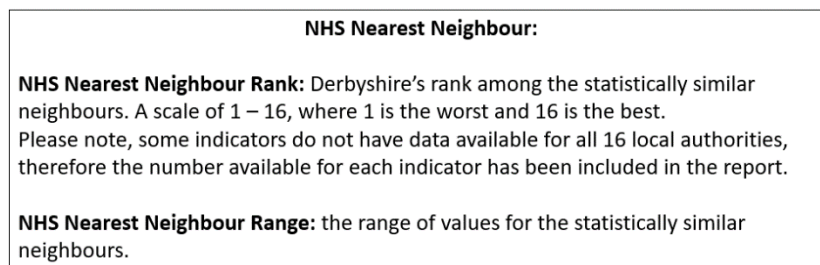 NHS Nearest Neighbour:
NHS Nearest Neighbour Rank: Derbyshire’s rank among the statistically similar
neighbours. A scale of 1 – 16, where 1 is the worst and 16 is the best.
Please note, some indicators do not have data available for all 16 local authorities,
therefore the number available for each indicator has been included in the report.
NHS Nearest Neighbour Range: the range of values for the statistically similar
neighbours.